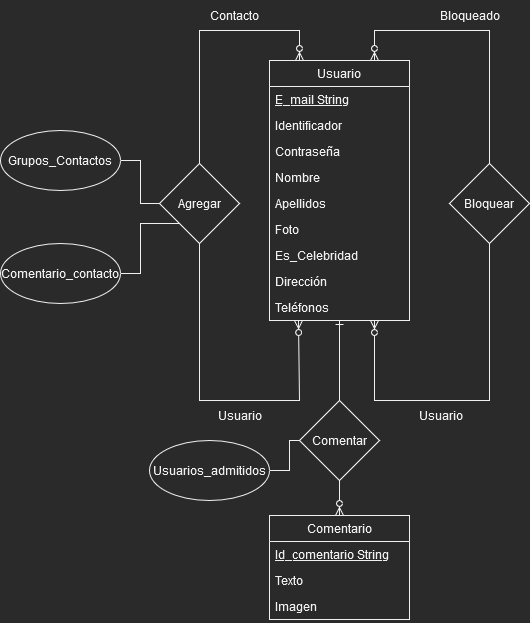 Contacto
Bloqueado
Usuario
E_mail String
Identificador
Contraseña
Nombre
Apellidos
Foto
Es_Celebridad
Dirección
Teléfonos
Grupos_Contactos
Agregar
Comentario_contacto
Bloquear
Usuario
Usuario
Comentar
Usuarios_admitidos
Comentario
Id_comentario String
Texto
Imagen